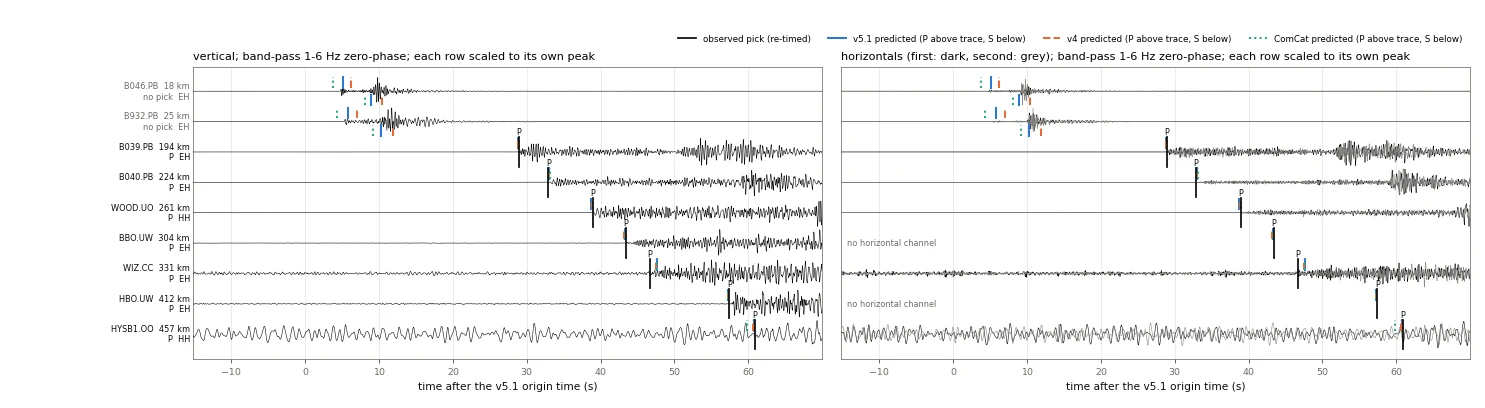 observed pick (re-timed) v5.1 predicted (P above trace, S below) v4 predicted (P above trace, S below) ComCat predicted (P above trace, S below)
vertical; band-pass 1-6 Hz zero-phase; each row scaled to its own peak
horizontals (first: dark, second: grey); band-pass 1-6 Hz zero-phase; each row scaled to its own peak
B046.PB 18 km
no pick EH
B932.PB 25 km
no pick EH
B039.PB 194 km
P EH
B040.PB 224 km
P EH
WOOD.UO 261 km
P HH
BBO.UW 304 km
P EH
WIZ.CC 331 km
P EH
HBO.UW 412 km
P EH
HYSB1.OO 457 km
P HH
P
P
P
P
P
P
P
−10 0 10 20 30 40 50 60
time after the v5.1 origin time (s)
P
P
P
P
no horizontal channel
P
P
no horizontal channel
P
−10 0 10 20 30 40 50 60
time after the v5.1 origin time (s)